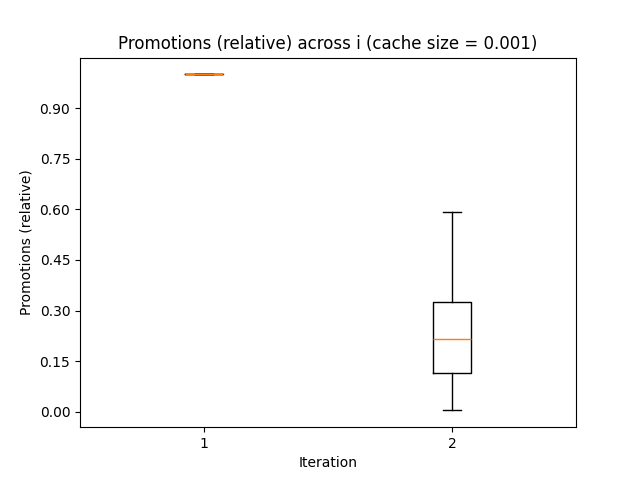 Promotions (relative) across i (cache size = 0.001)
Promotions (relative)
0.90
0.75
0.60
0.45
0.30
0.15
0.00
1 2
Iteration